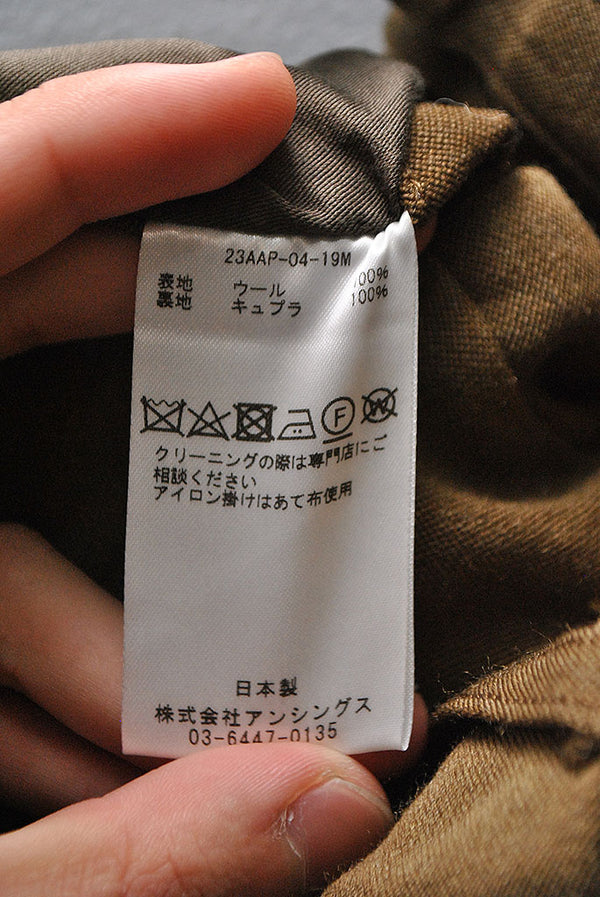 23AAP-04-19M
表地 ウール 100%
裏地 キュプラ 100%
F W
クリーニングの際は専門店にご
相談ください
アイロン掛けはあて布使用
日本製
株式会社アンシングス
03-6447-0135